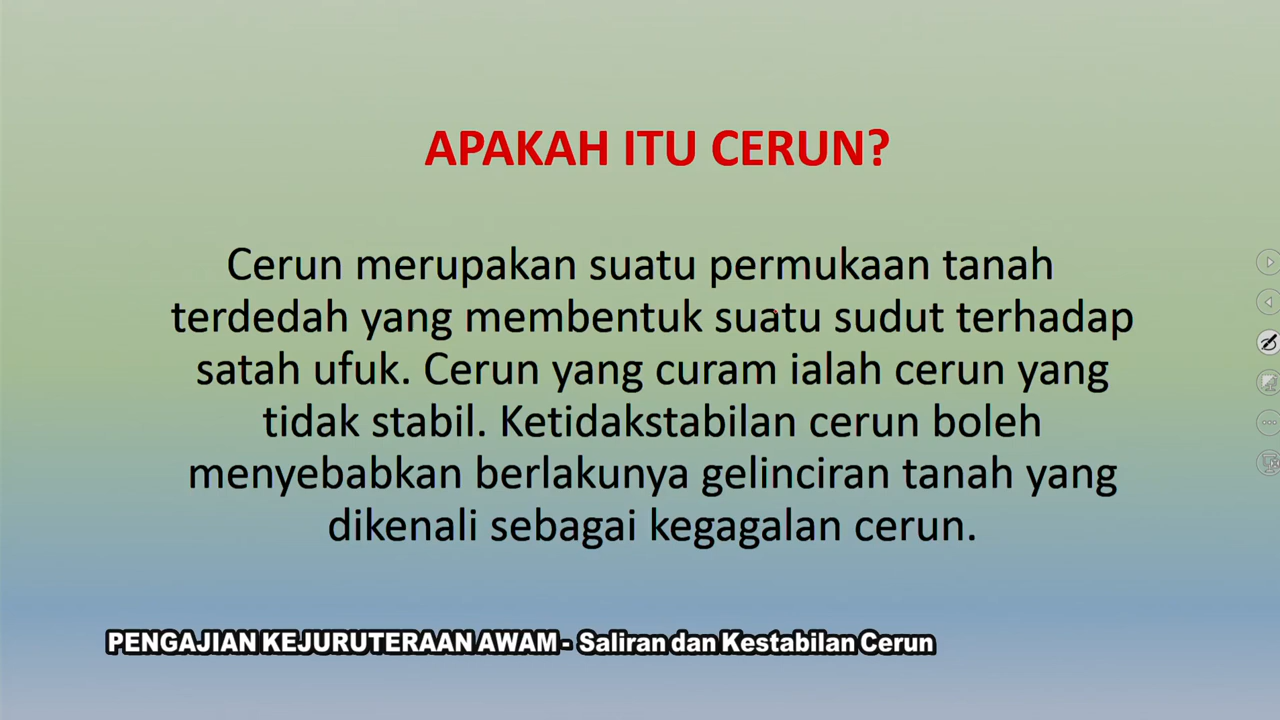 APAKAH ITU CERUN?
Cerun merupakan suatu permukaan tanah
terdedah yang membentuk suatu sudut terhadap
satah ufuk. Cerun yang curam ialah cerun yang
tidak stabil. Ketidakstabilan cerun boleh
menyebabkan berlakunya gelinciran tanah yang
dikenali sebagai kegagalan cerun.
PENGAJIAN KEJURUTERAAN AWAM - Saliran dan Kestabilan Cerun